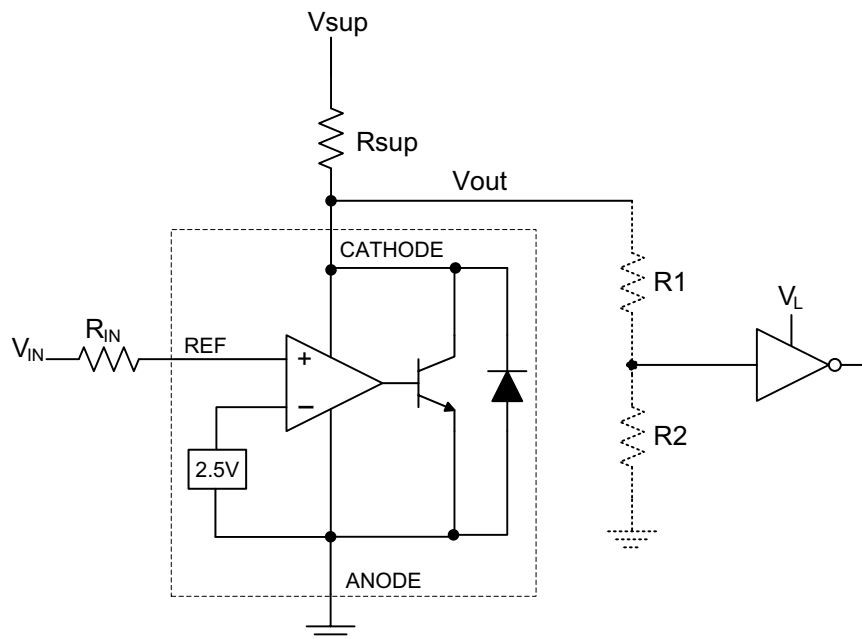 Vsup
Rsup
Vout
CATHODE
R1
VL
RIN
VIN
REF
+
−
2.5V
R2
ANODE